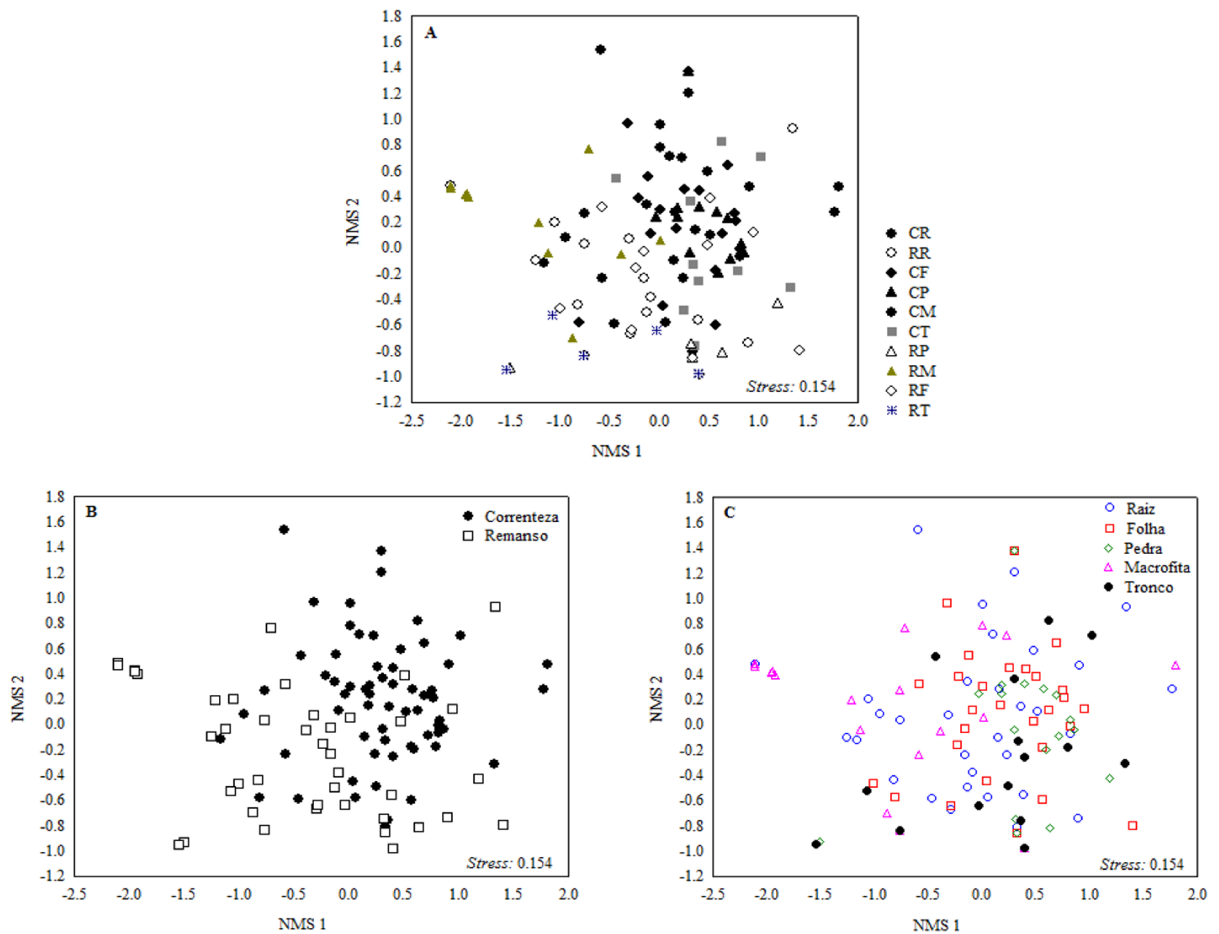 A
1.8
1.6
1.4
1.2
1.0
0.8
0.6
0.4
0.2
0.0
-0.2
-0.4
-0.6
-0.8
-1.0
-1.2
NMS 2
-2.5 -2.0 -1.5 -1.0 -0.5 0.0 0.5 1.0 1.5 2.0
NMS 1
Stress: 0.154
CR
RR
CF
CP
CM
CT
RP
RM
RF
RT
B
1.8
1.6
1.4
1.2
1.0
0.8
0.6
0.4
0.2
0.0
-0.2
-0.4
-0.6
-0.8
-1.0
-1.2
NMS 2
Correnteza
Remanso
Stress: 0.154
-2.5 -2.0 -1.5 -1.0 -0.5 0.0 0.5 1.0 1.5 2.0
NMS 1
C
1.8
1.6
1.4
1.2
1.0
0.8
0.6
0.4
0.2
0.0
-0.2
-0.4
-0.6
-0.8
-1.0
-1.2
NMS 2
Raiz
Folha
Pedra
Macrofita
Tronco
Stress: 0.154
-2.5 -2.0 -1.5 -1.0 -0.5 0.0 0.5 1.0 1.5 2.0
NMS 1